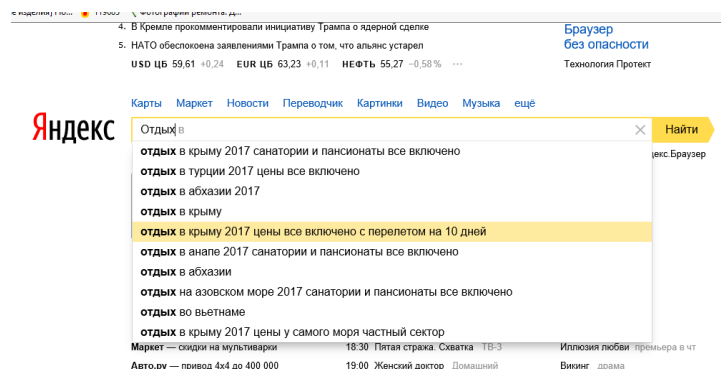 119685 Фотографии ремонта. Д...
4. В Кремле прокомментировали инициативу Трампа о ядерной сделке
5. НАТО обеспокоена заявлениями Трампа о том, что альянс устарел
USD ЦБ 59,61 +0,24 EUR ЦБ 63,23 +0,11 НЕФТЬ 55,27 −0,58% ...
Браузер
без опасности
Технология Протект
Карты Маркет Новости Переводчик Картинки Видео Музыка ещё
Яндекс
Отдых в
Найти
декс.Браузер
отдых в крыму 2017 санатории и пансионаты все включено
отдых в турции 2017 цены все включено
отдых в абхазии 2017
отдых в крыму
отдых в крыму 2017 цены все включено с перелетом на 10 дней
отдых в анапе 2017 санатории и пансионаты все включено
отдых в абхазии
отдых на азовском море 2017 санатории и пансионаты все включено
отдых во вьетнаме
отдых в крыму 2017 цены у самого моря частный сектор
Маркет — скидки на мультиварки 18:30 Пятая стража. Схватка ТВ-3 Иллюзия любви премьера в чт
Авто.ру — привод 4x4 до 400 000 19:00 Женский доктор Домашний Викинг драма